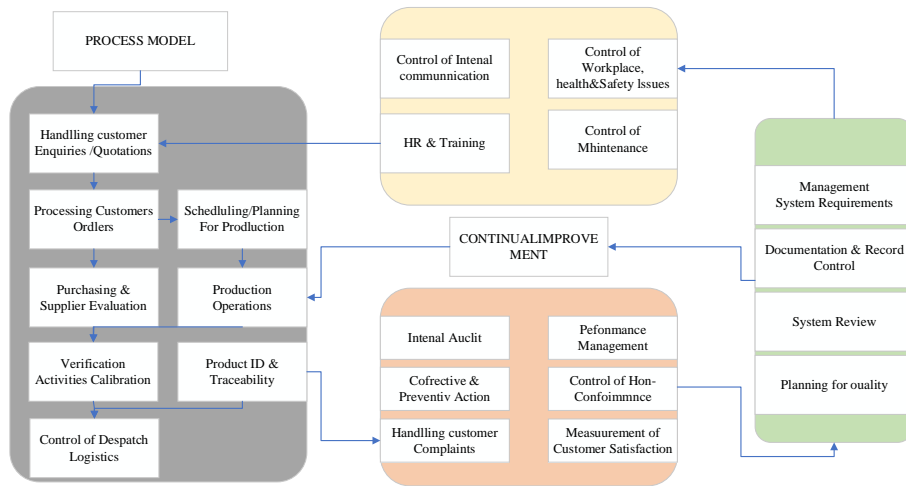 PROCESS MODEL
Handlling customer
Enquiries /Quotations
Processing Customers
Ordlers
Schedlluling/Planning
For Prodluction
Purchasing &
Supplier Evaluation
Production
Operations
Verification
Activities Calibration
Product ID &
Traceability
Control of Despatch
Logistics
Control of Intenal
communnication
Control of
Workplace,
health&Safety lssues
HR & Training
Control of
Mhintenance
CONTINUALIMPROVE
MENT
Intenal Auclit
Pefonmance
Management
Cofrective &
Preventiv Action
Control of Hon-
Confoimmnce
Handlling customer
Complaints
Measuurement of
Customer Satisfaction
Management
System Requirements
Documentation & Record
Control
System Review
Planning for ouality